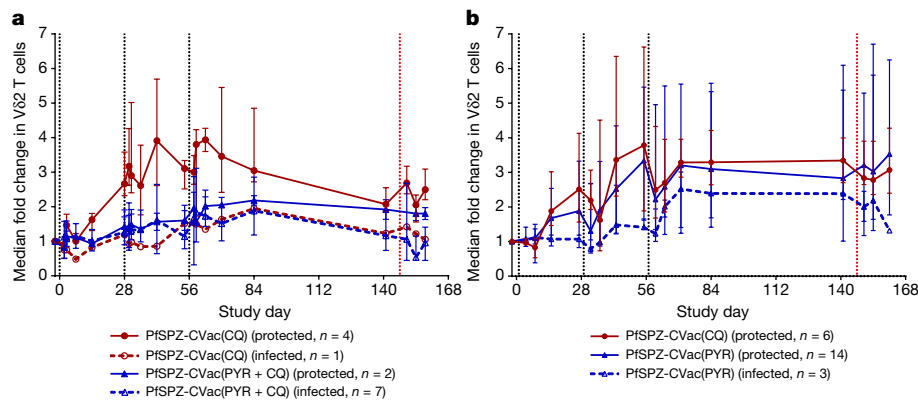 a
Median fold change in Vδ2 T cells
7
6
5
4
3
2
1
0
0 28 56 84 112 140 168
Study day
PfSPZ-CVac(CQ) (protected, n = 4)
PfSPZ-CVac(CQ) (infected, n = 1)
PfSPZ-CVac(PYR + CQ) (protected, n = 2)
PfSPZ-CVac(PYR + CQ) (infected, n = 7)
b
Median fold change in Vδ2 T cells
7
6
5
4
3
2
1
0
0 28 56 84 112 140 168
Study day
PfSPZ-CVac(CQ) (protected, n = 6)
PfSPZ-CVac(PYR) (protected, n = 14)
PfSPZ-CVac(PYR) (infected, n = 3)